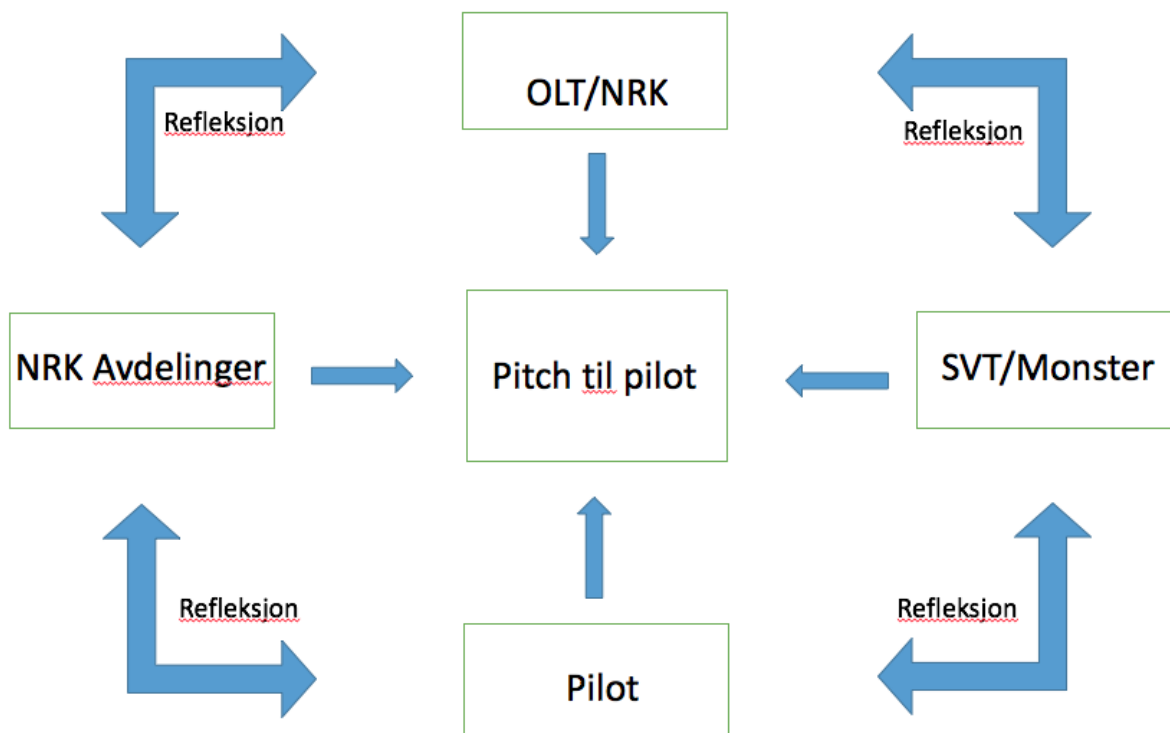 OLT/NRK
Refleksjon
Refleksjon
NRK Avdelinger
Pitch til pilot
SVT/Monster
Refleksjon
Refleksjon
Pilot